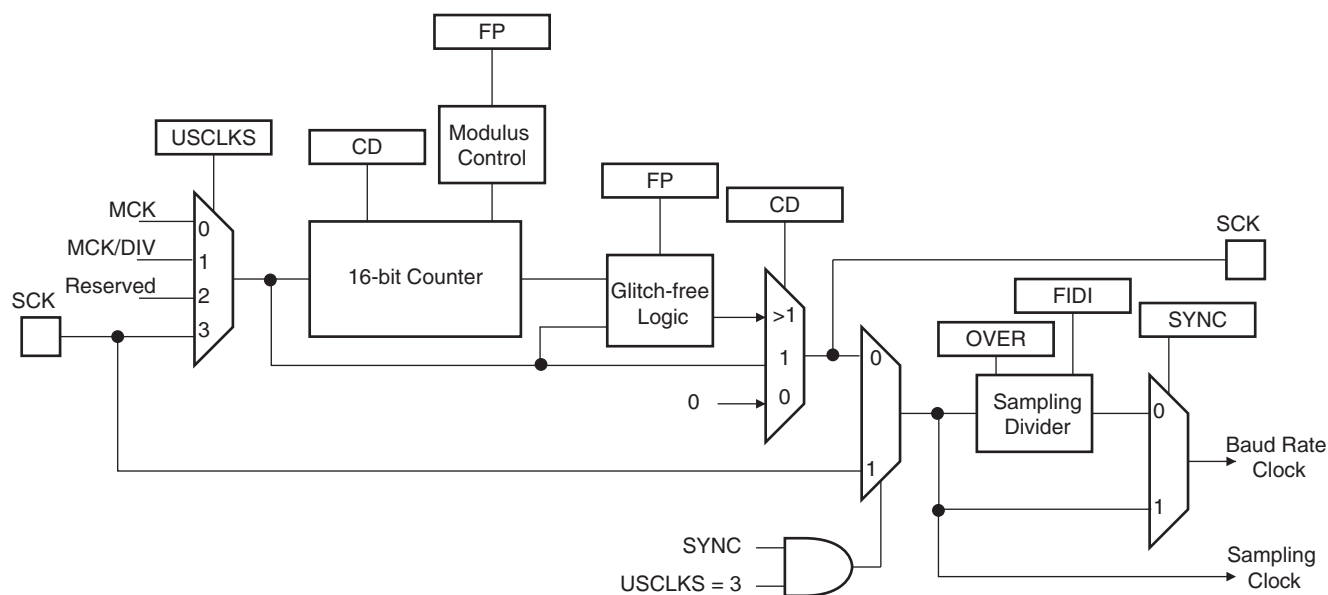 FP
USCLKS
CD
Modulus
Control
FP
CD
MCK
0
SCK
MCK/DIV
1
16-bit Counter
Reserved
2
Glitch-free
Logic
>1
FIDI
SCK
3
SYNC
OVER
1
0
0
0
Sampling
Divider
0
Baud Rate
Clock
1
1
SYNC
USCLKS = 3
Sampling
Clock